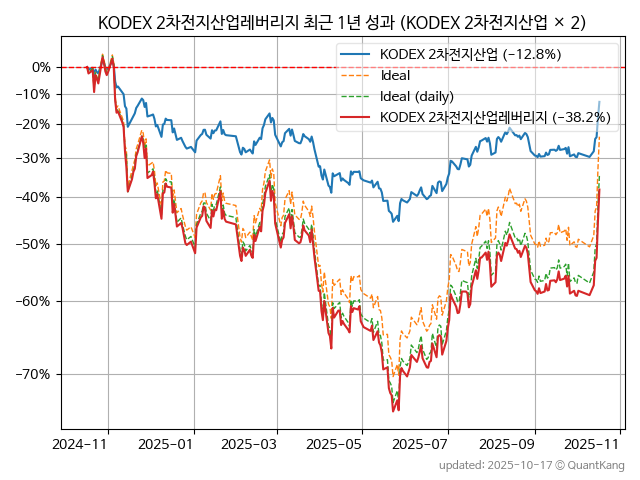 KODEX 2차전지산업레버리지 최근 1년 성과 (KODEX 2차전지산업 × 2)
KODEX 2차전지산업 (−12.8%)
Ideal
Ideal (daily)
KODEX 2차전지산업레버리지 (−38.2%)
0%
−10%
−20%
−30%
−40%
−50%
−60%
−70%
2024−11 2025−01 2025−03 2025−05 2025−07 2025−09 2025−11
updated: 2025-10-17 © QuantKang